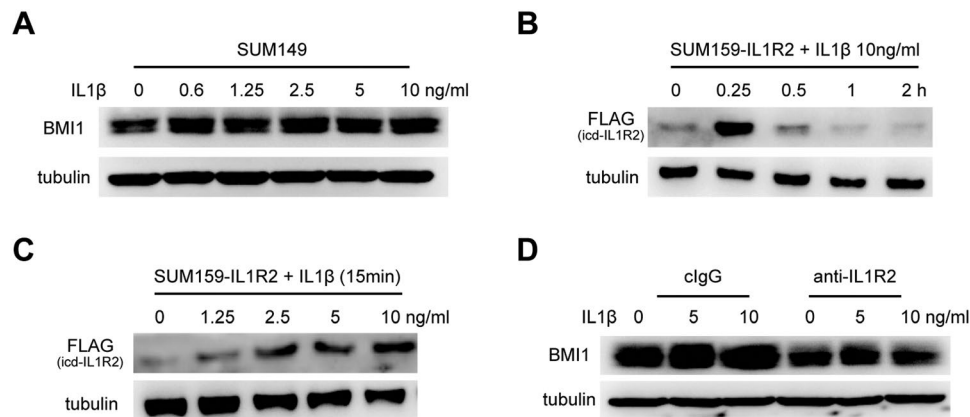 A
SUM149
IL1β 0 0.6 1.25 2.5 5 10 ng/ml
BMI1
tubulin
B
SUM159-IL1R2 + IL1β 10ng/ml
0 0.25 0.5 1 2 h
FLAG
(icd-IL1R2)
tubulin
C
SUM159-IL1R2 + IL1β (15min)
0 1.25 2.5 5 10 ng/ml
FLAG
(icd-IL1R2)
tubulin
D
cIgG anti-IL1R2
IL1β 0 5 10 0 5 10 ng/ml
BMI1
tubulin